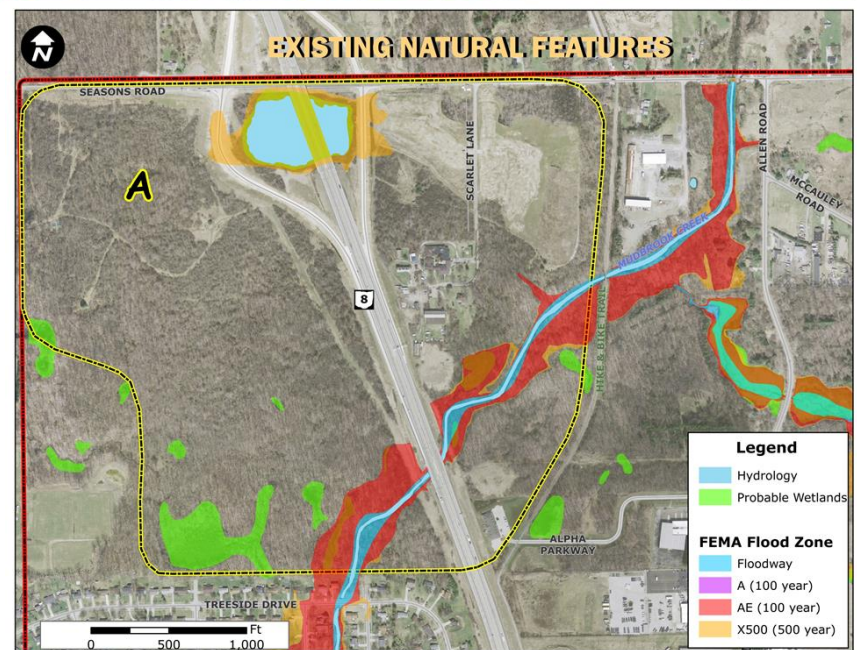 N
EXISTING NATURAL FEATURES
SEASONS ROAD
A
SCARLET LANE
ALLEN ROAD
MCCAULEY
ROAD
MUDBROOK CREEK
8
HIKE & BIKE TRAIL
ALPHA
PARKWAY
TREESIDE DRIVE
Ft
0 500 1,000
Legend
Hydrology
Probable Wetlands
FEMA Flood Zone
Floodway
A (100 year)
AE (100 year)
X500 (500 year)